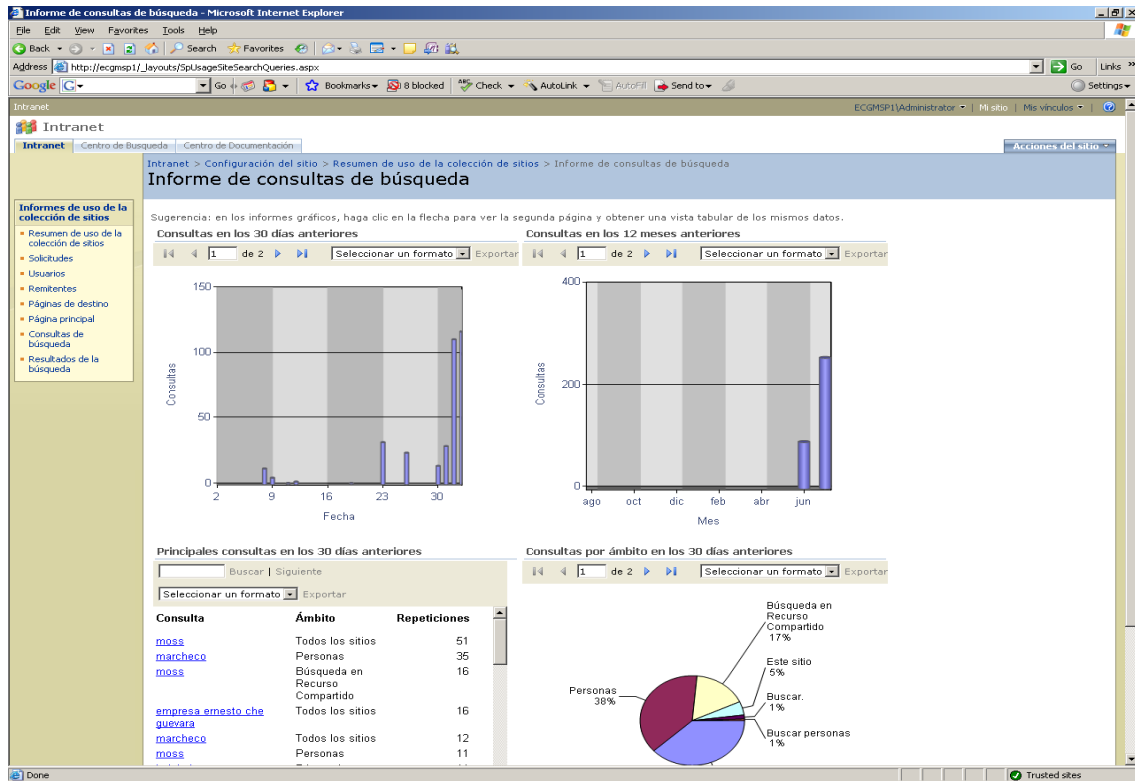 Informe de consultas de búsqueda - Microsoft Internet Explorer
File Edit View Favorites Tools Help
Back Search Favorites
Address http://ecgmsp1/_layouts/SpUsageSiteSearchQueries.aspx Go Links »
Google G Go Bookmarks 8 blocked Check AutoLink AutoFill Send to Settings
Intranet ECGMSP1\Administrator | Mi sitio | Mis vínculos |
Intranet
Intranet Centro de Busqueda Centro de Documentación Acciones del sitio
Intranet > Configuración del sitio > Resumen de uso de la colección de sitios > Informe de consultas de búsqueda
Informe de consultas de búsqueda
Informes de uso de la
colección de sitios
Resumen de uso de la
colección de sitios
Solicitudes
Usuarios
Remitentes
Páginas de destino
Página principal
Consultas de
búsqueda
Resultados de la
búsqueda
Sugerencia: en los informes gráficos, haga clic en la flecha para ver la segunda página y obtener una vista tabular de los mismos datos.
Consultas en los 30 días anteriores
1 de 2 Seleccionar un formato Exportar
150
100
50
0
Consultas
2 9 16 23 30
Fecha
Consultas en los 12 meses anteriores
1 de 2 Seleccionar un formato Exportar
400
200
0
Consultas
ago oct dic feb abr jun
Mes
Principales consultas en los 30 días anteriores
Buscar | Siguiente
Seleccionar un formato Exportar
Consulta Ámbito Repeticiones
moss Todos los sitios 51
marcheco Personas 35
moss Búsqueda en 16
Recurso
Compartido
empresa ernesto che Todos los sitios 16
guevara
marcheco Todos los sitios 12
moss Personas 11
Consultas por ámbito en los 30 días anteriores
1 de 2 Seleccionar un formato Exportar
Búsqueda en
Recurso
Compartido
17%
Este sitio
5%
Personas
38%
Buscar.
1%
Buscar personas
1%
Done Trusted sites